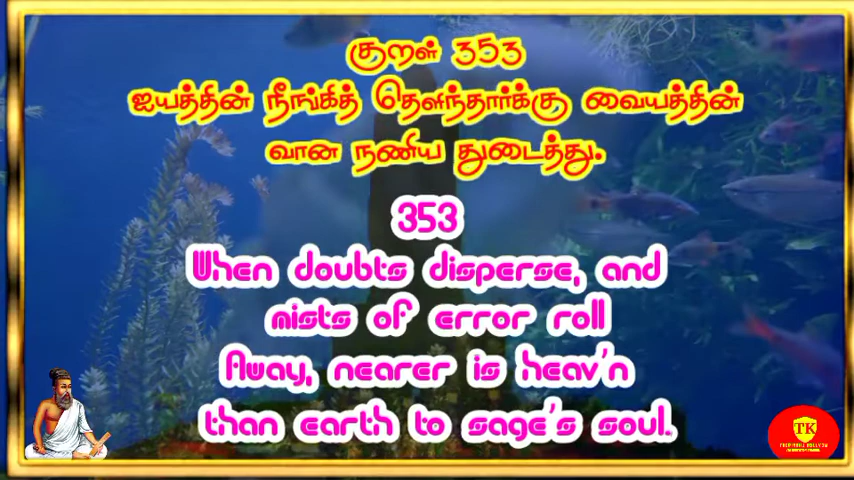 குறள் 353
ஐயத்தின் நீங்கித் தெளிந்தார்க்கு வையத்தின்
வான நணிய துடைத்து.
353
When doubts disperse, and
mists of error roll
Away, nearer is heav'n
than earth to sage's soul.
TK